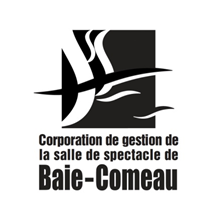 Corporation de gestion de
la salle de spectacle de
Baie-Comeau